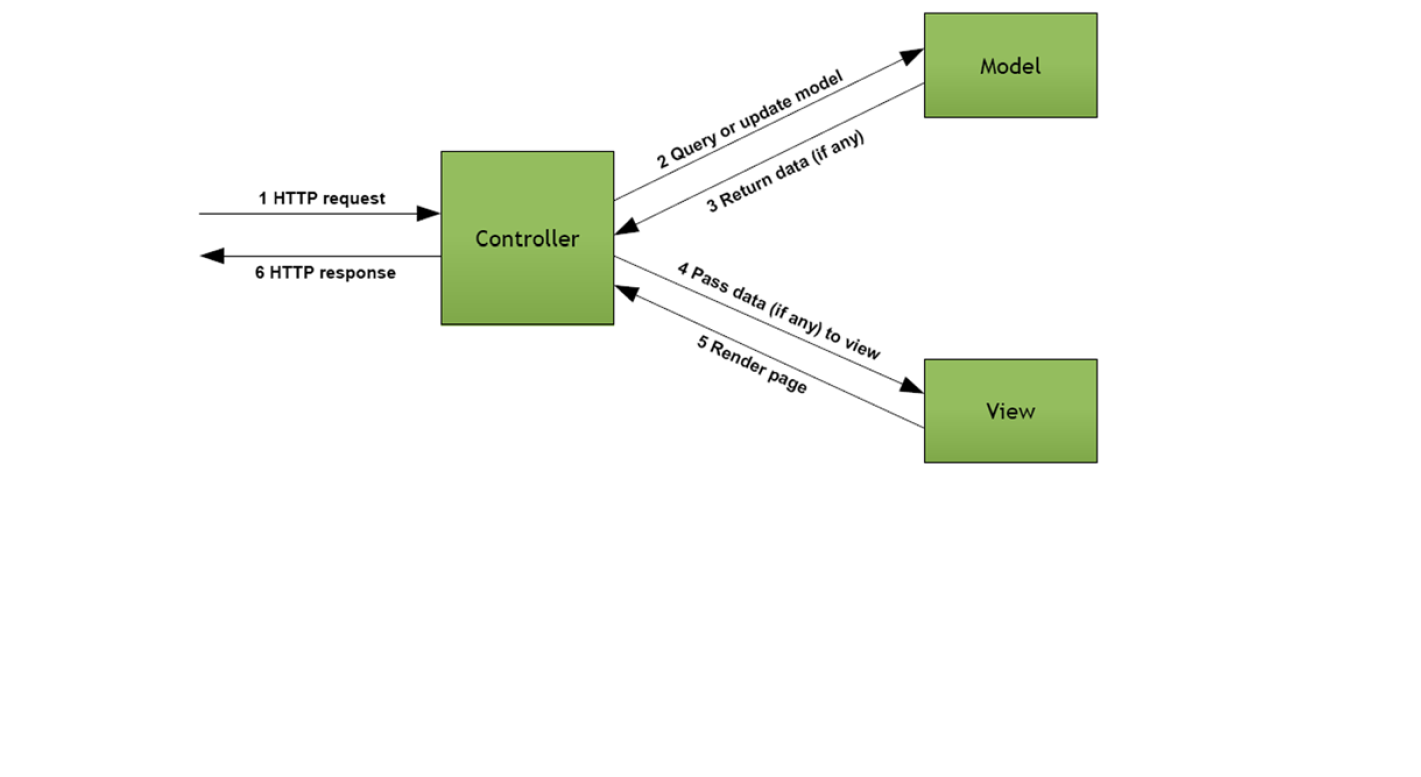 Model
2 Query or update model
3 Return data (if any)
1 HTTP request
Controller
6 HTTP response
4 Pass data (if any) to view
5 Render page
View